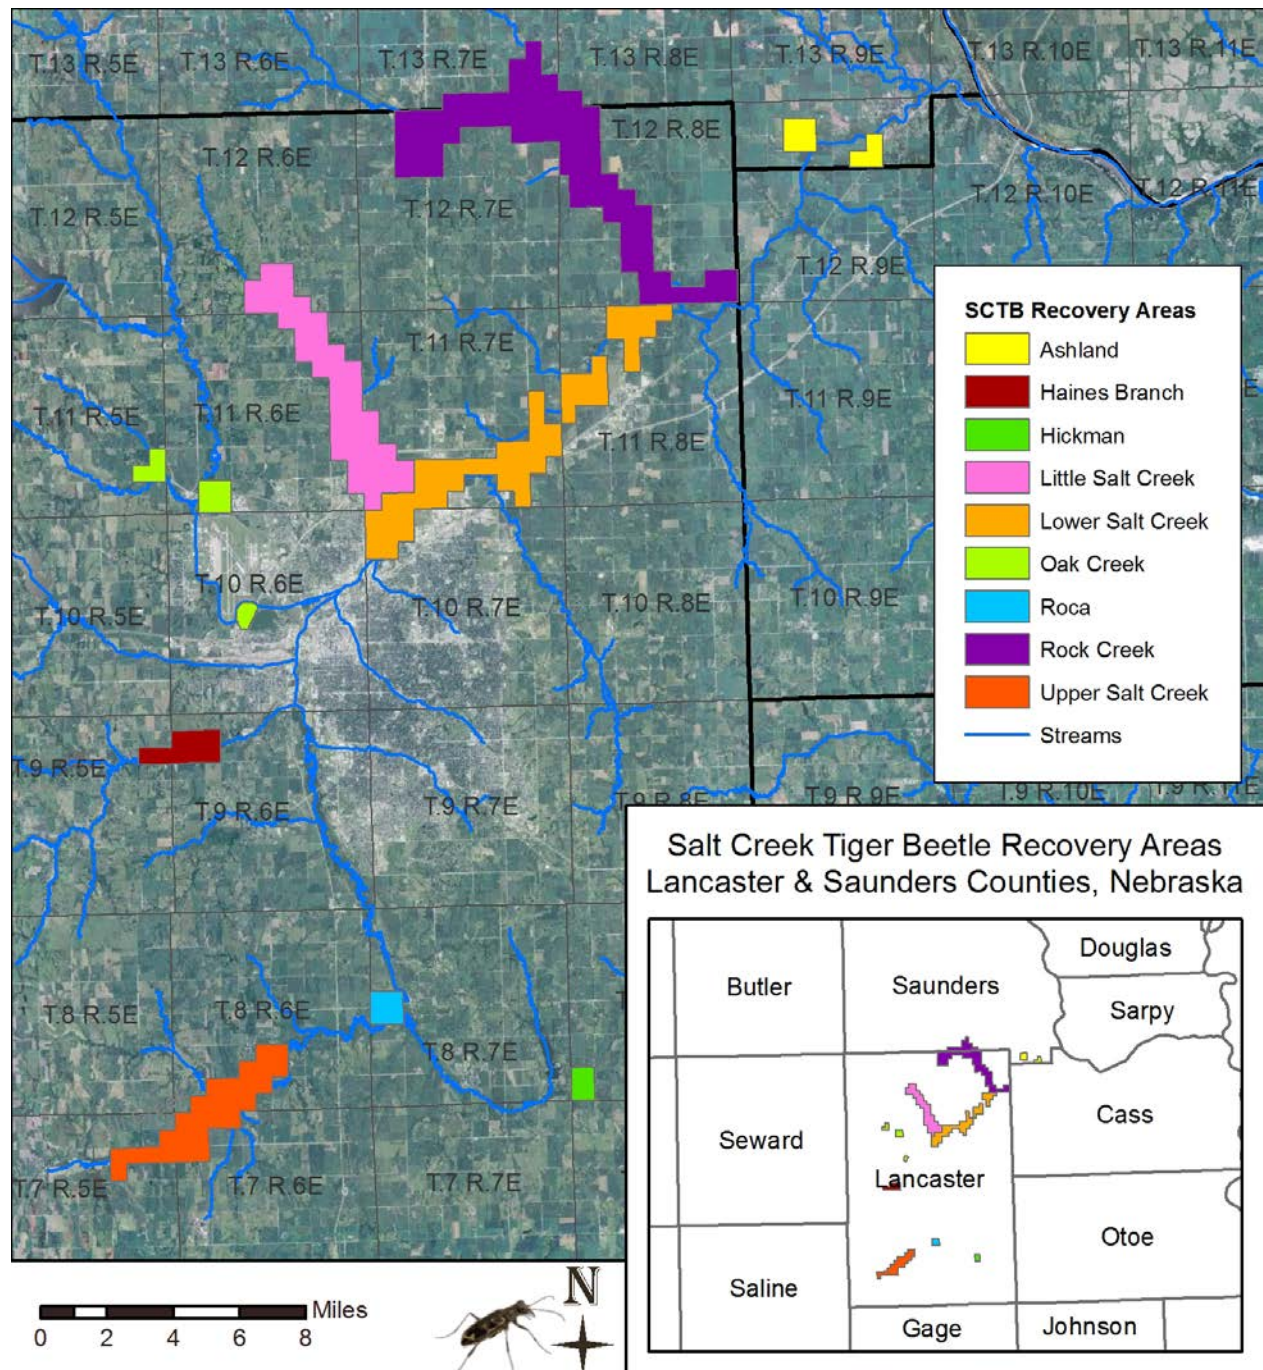 T.13 R.5E
T.13 R.6E
T.13 R.7E
T.13 R.8E
T.13 R.9E
T.13 R.10E
T.13 R.11E
T.12 R.5E
T.12 R.6E
T.12 R.7E
T.12 R.8E
T.12 R.9E
T.12 R.10E
T.12 R.11E
T.11 R.5E
T.11 R.6E
T.11 R.7E
T.11 R.8E
T.11 R.9E
T.10 R.5E
T.10 R.6E
T.10 R.7E
T.10 R.8E
T.10 R.9E
T.9 R.5E
T.9 R.6E
T.9 R.7E
T.9 R.8E
T.9 R.9E
T.9 R.10E
T.9 R.11E
T.8 R.5E
T.8 R.6E
T.8 R.7E
T.7 R.5E
T.7 R.6E
T.7 R.7E
SCTB Recovery Areas
Ashland
Haines Branch
Hickman
Little Salt Creek
Lower Salt Creek
Oak Creek
Roca
Rock Creek
Upper Salt Creek
Streams
Salt Creek Tiger Beetle Recovery Areas
Lancaster & Saunders Counties, Nebraska
Butler
Saunders
Douglas
Sarpy
Seward
Lancaster
Cass
Saline
Otoe
Gage
Johnson
Miles
0 2 4 6 8
N